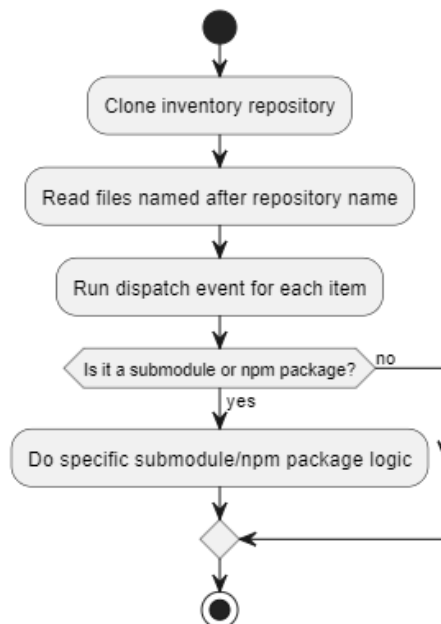 Clone inventory repository
Read files named after repository name
Run dispatch event for each item
Is it a submodule or npm package?
no
yes
Do specific submodule/npm package logic